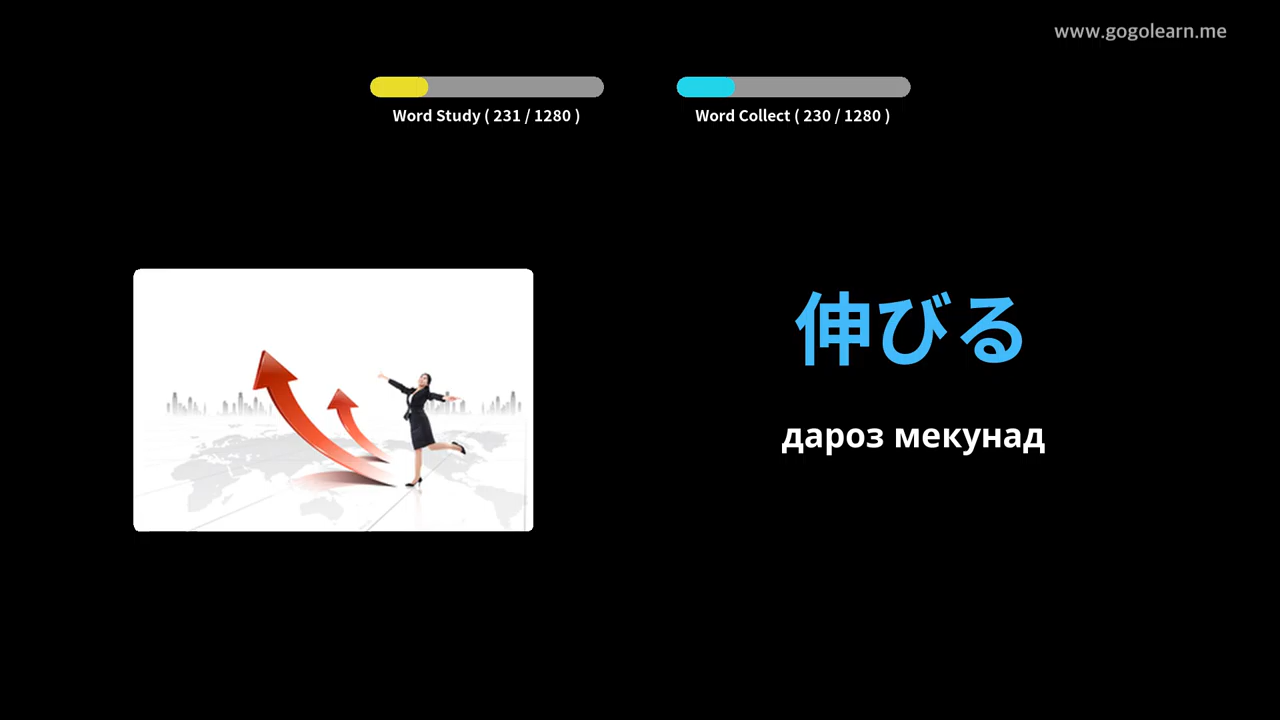 www.gogolearn.me
Word Study ( 231 / 1280 )
Word Collect ( 230 / 1280 )
伸びる
дароз мекунад